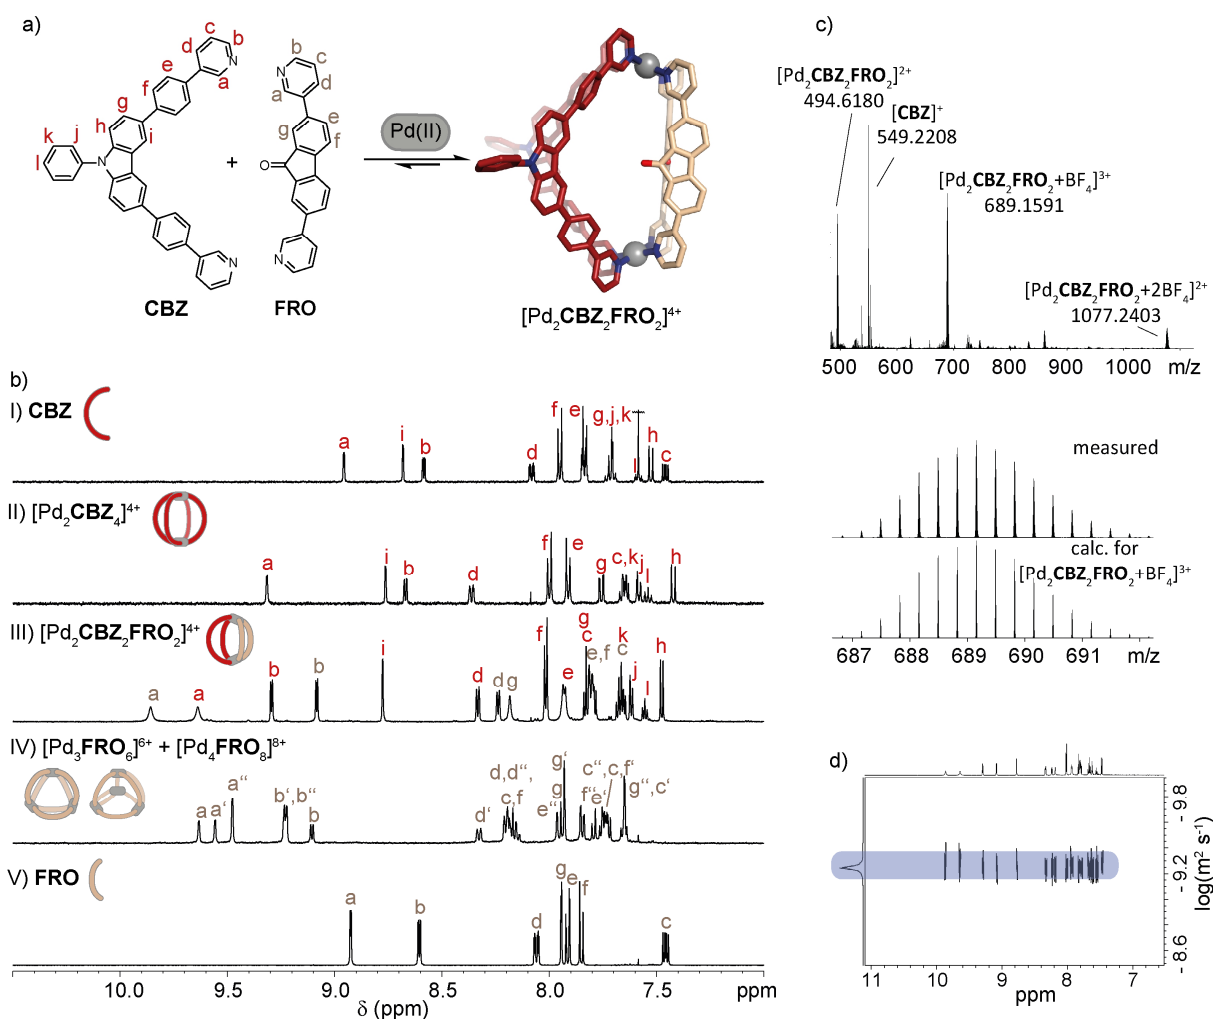 a)
c
d
b
N
e
a
f
g
k
j
h
i
l
N
N
CBZ
+
b
c
N
d
a
e
g
f
O
N
FRO
Pd(II)
[Pd2CBZ2FRO2]4+
c)
[Pd2CBZ2FRO2]2+
494.6180
[CBZ]+
549.2208
[Pd2CBZ2FRO2+BF4]3+
689.1591
[Pd2CBZ2FRO2+2BF4]2+
1077.2403
500 600 700 800 900 1000 m/z
measured
calc. for
[Pd2CBZ2FRO2+BF4]3+
687 688 689 690 691 m/z
b)
I) CBZ
a i b d f e g,j,k l h c
II) [Pd2CBZ4]4+
a i b d f e g c,k j l h
III) [Pd2CBZ2FRO2]4+
a a b b i d d g f e g c e,f k c j l h
IV) [Pd3FRO6]6+ + [Pd4FRO8]8+
a a‘ a“ b‘,b“ b d‘ d,d“, c,f e“ g g‘ f“ e‘ c“,c,f‘ g“,c‘
V) FRO
a b d g e f c
10.0 9.5 9.0 8.5 8.0 7.5 ppm
δ (ppm)
d)
- 9.8
- 9.2
- 8.6
log(m2 s-1)
11 10 9 8 7
ppm